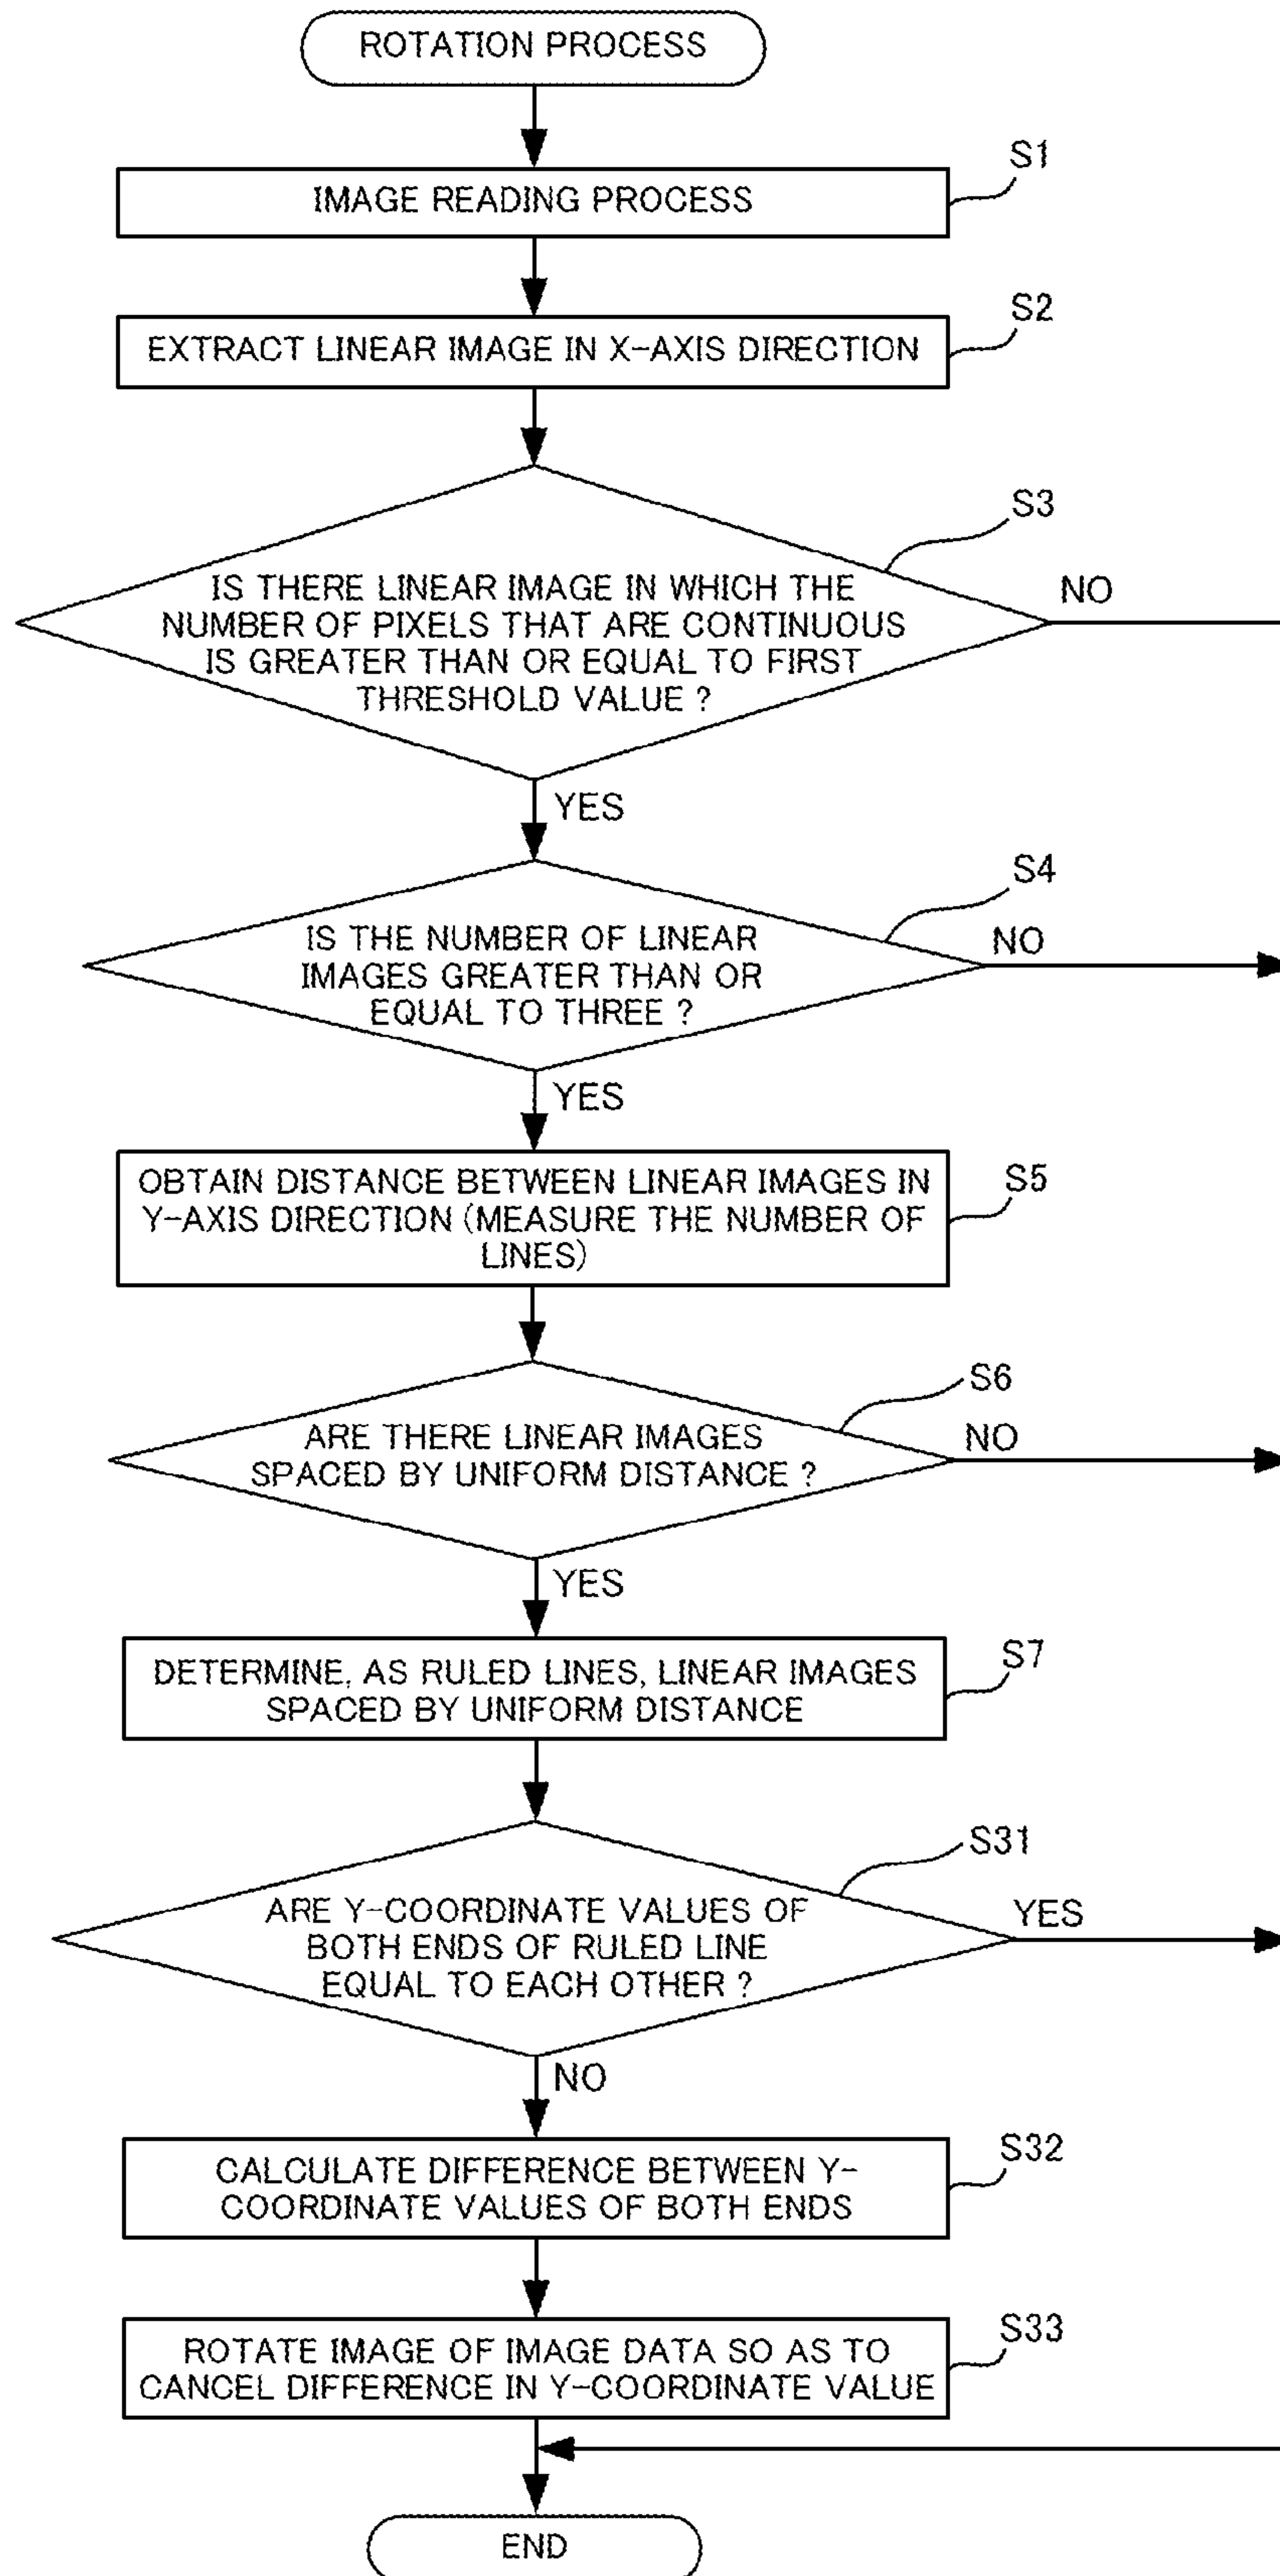 ROTATION PROCESS
S1
IMAGE READING PROCESS
S2
EXTRACT LINEAR IMAGE IN X-AXIS DIRECTION
S3
IS THERE LINEAR IMAGE IN WHICH THE
NUMBER OF PIXELS THAT ARE CONTINUOUS
IS GREATER THAN OR EQUAL TO FIRST
THRESHOLD VALUE ?
NO
YES
S4
IS THE NUMBER OF LINEAR
IMAGES GREATER THAN OR
EQUAL TO THREE ?
NO
YES
S5
OBTAIN DISTANCE BETWEEN LINEAR IMAGES IN
Y-AXIS DIRECTION (MEASURE THE NUMBER OF
LINES)
S6
ARE THERE LINEAR IMAGES
SPACED BY UNIFORM DISTANCE ?
NO
YES
S7
DETERMINE, AS RULED LINES, LINEAR IMAGES
SPACED BY UNIFORM DISTANCE
S31
ARE Y-COORDINATE VALUES OF
BOTH ENDS OF RULED LINE
EQUAL TO EACH OTHER ?
YES
NO
S32
CALCULATE DIFFERENCE BETWEEN Y-
COORDINATE VALUES OF BOTH ENDS
S33
ROTATE IMAGE OF IMAGE DATA SO AS TO
CANCEL DIFFERENCE IN Y-COORDINATE VALUE
END